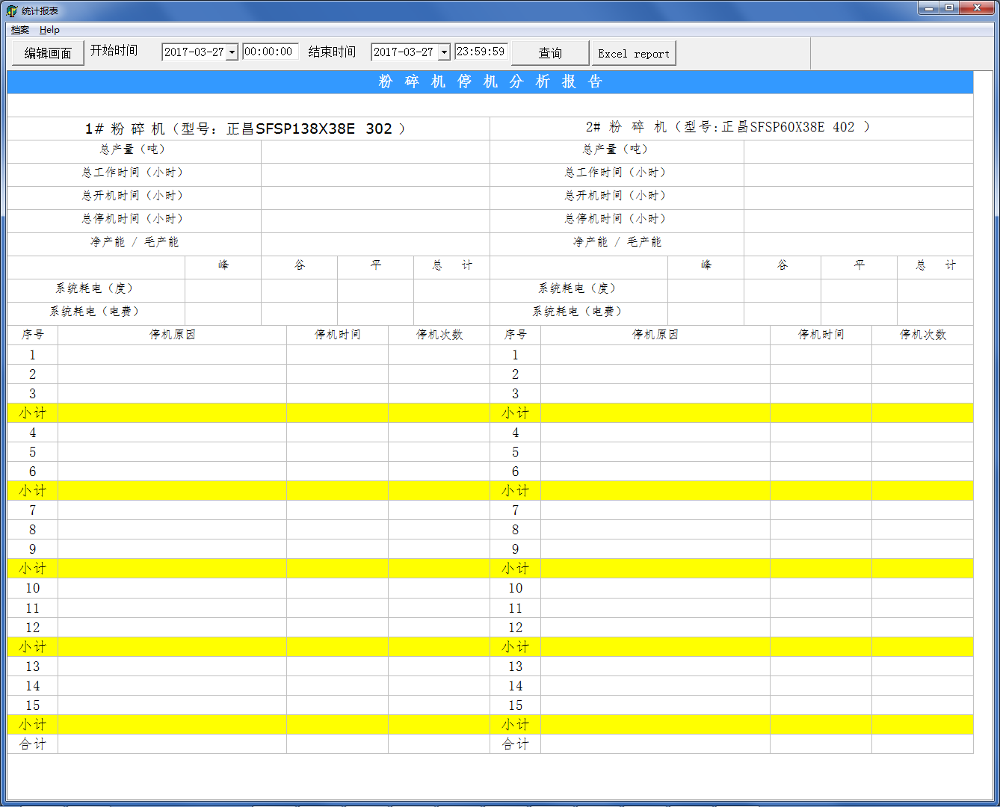 统计报表
档案 Help
编辑画面 开始时间 2017-03-27 00:00:00 结束时间 2017-03-27 23:59:59 查询 Excel report
粉 碎 机 停 机 分 析 报 告
1# 粉 碎 机（型号：正昌SFSP138X38E 302 ） 2# 粉 碎 机（型号:正昌SFSP60X38E 402 ）
总产量（吨） 总产量（吨）
总工作时间（小时） 总工作时间（小时）
总开机时间（小时） 总开机时间（小时）
总停机时间（小时） 总停机时间（小时）
净产能 / 毛产能 净产能 / 毛产能
峰 谷 平 总 计 峰 谷 平 总 计
系统耗电（度） 系统耗电（度）
系统耗电（电费） 系统耗电（电费）
序号 停机原因 停机时间 停机次数 序号 停机原因 停机时间 停机次数
1 1
2 2
3 3
小计 小计
4 4
5 5
6 6
小计 小计
7 7
8 8
9 9
小计 小计
10 10
11 11
12 12
小计 小计
13 13
14 14
15 15
小计 小计
合计 合计